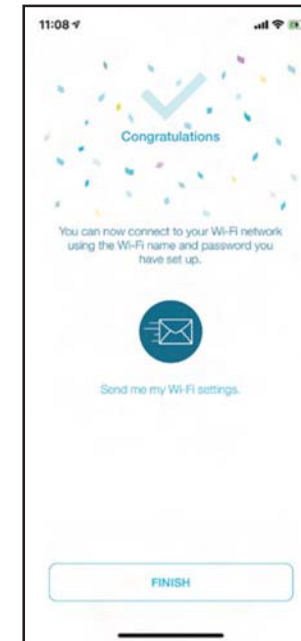 11:08
Congratulations
You can now connect to your Wi-Fi network
using the Wi-Fi name and password you
have set up.
Send me my Wi-Fi settings.
FINISH